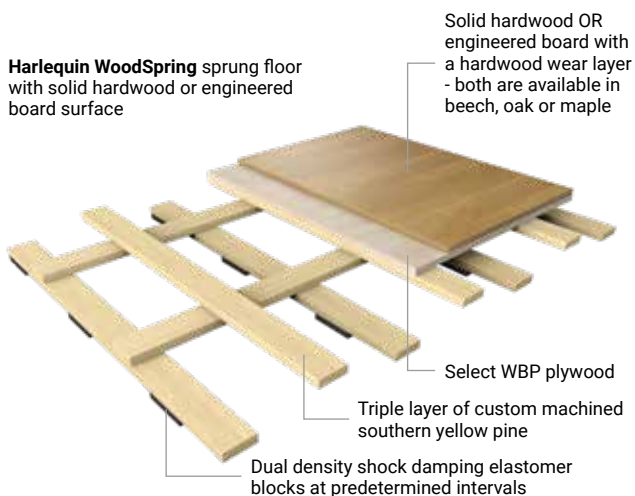 Harlequin WoodSpring sprung floor
with solid hardwood or engineered
board surface
Solid hardwood OR
engineered board with
a hardwood wear layer
- both are available in
beech, oak or maple
Select WBP plywood
Triple layer of custom machined
southern yellow pine
Dual density shock damping elastomer
blocks at predetermined intervals